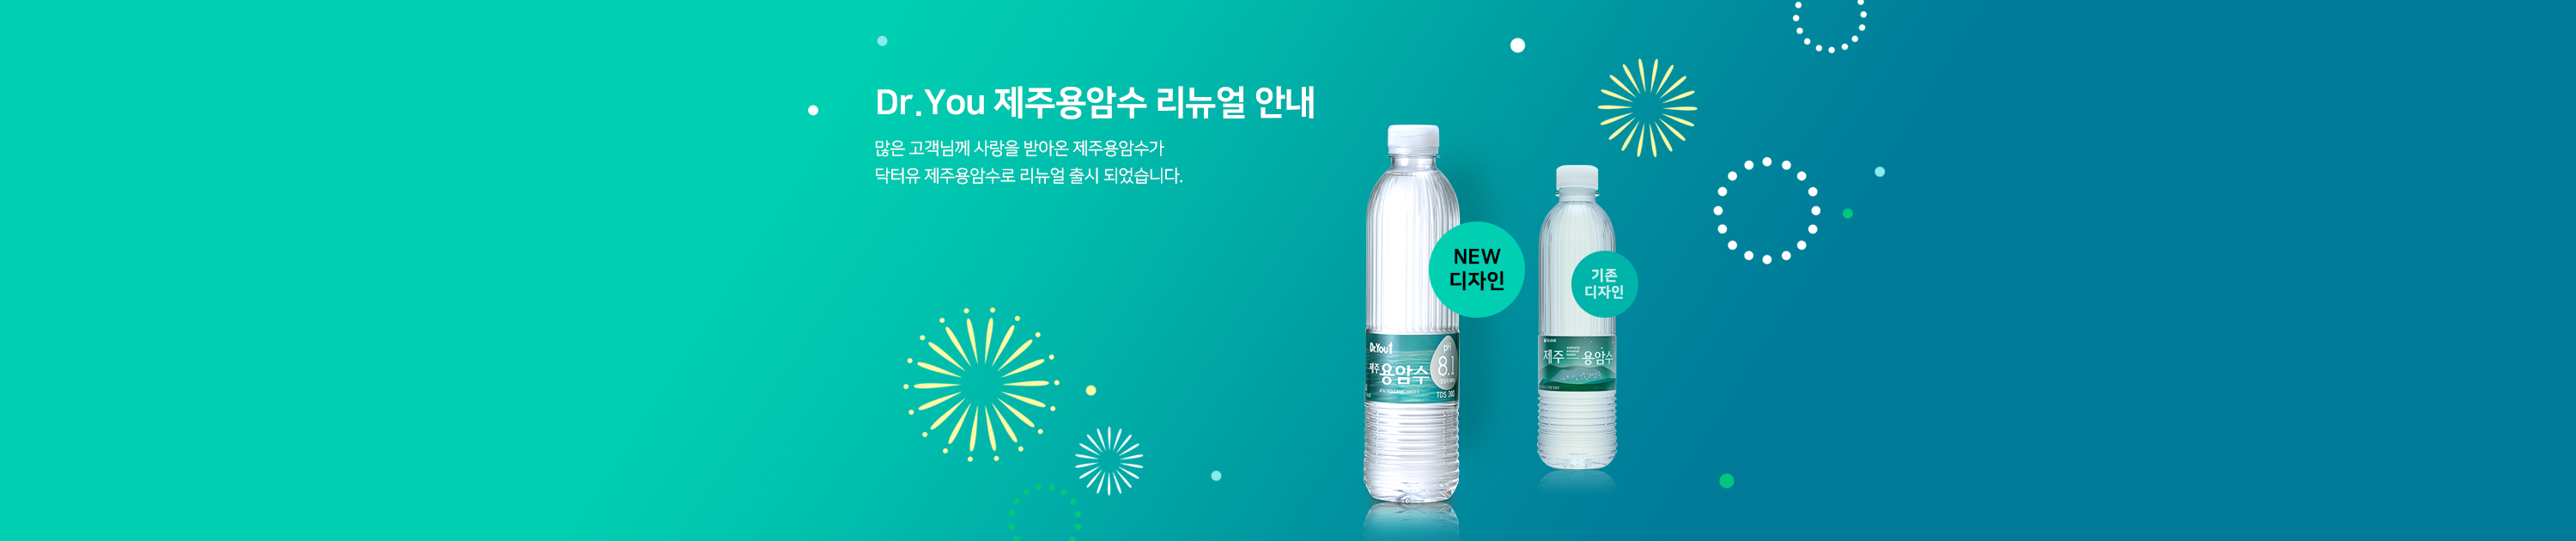 Dr.You 제주용암수 리뉴얼 안내
많은 고객님께 사랑을 받아온 제주용암수가
닥터유 제주용암수로 리뉴얼 출시 되었습니다.
NEW
디자인
기존
디자인
Dr.You
제주용암수
pH
8.1
TDS 300
제주 용암수